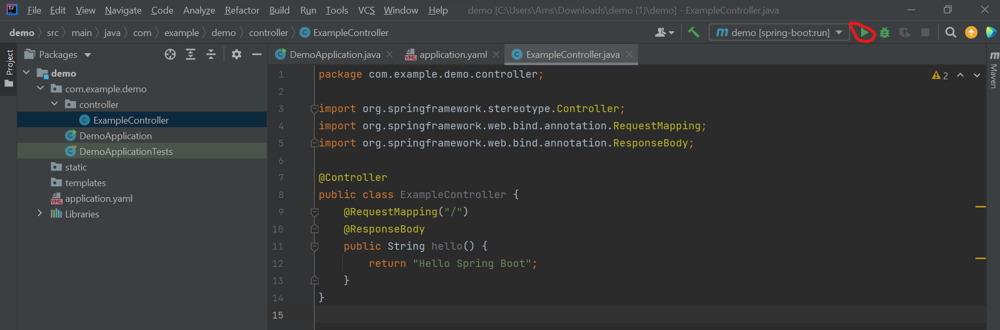 File Edit View Navigate Code Analyze Refactor Build Run Tools VCS Window Help demo [C:\Users\Ams\Downloads\demo (1)\demo] - ExampleController.java
demo src main java com example demo controller ExampleController
demo [spring-boot:run]
Project
Packages
demo
com.example.demo
controller
ExampleController
DemoApplication
DemoApplicationTests
static
templates
application.yaml
Libraries
DemoApplication.java application.yaml ExampleController.java
1 package com.example.demo.controller;
2
3 import org.springframework.stereotype.Controller;
4 import org.springframework.web.bind.annotation.RequestMapping;
5 import org.springframework.web.bind.annotation.ResponseBody;
6
7 @Controller
8 public class ExampleController {
9 @RequestMapping("/")
10 @ResponseBody
11 public String hello() {
12 return "Hello Spring Boot";
13 }
14 }
15
2
m Maven